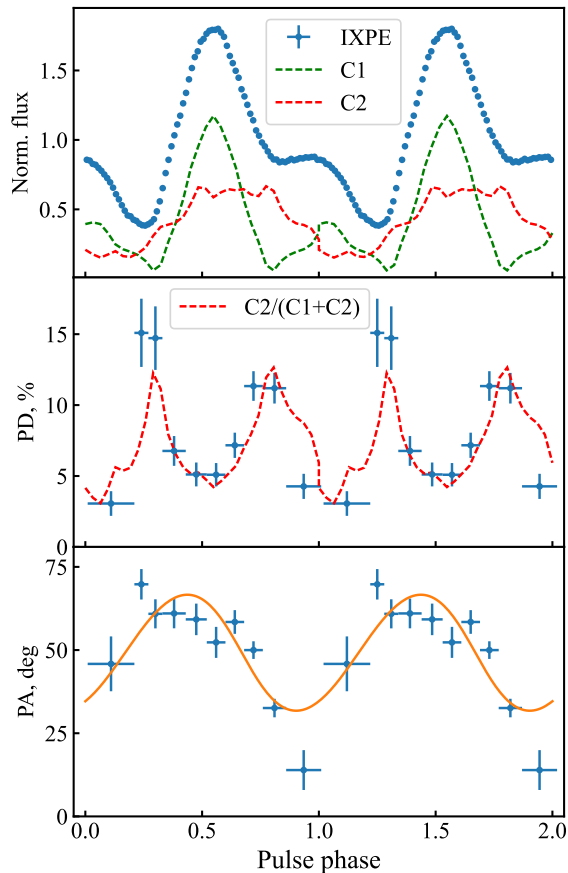 Norm. flux
1.5
1.0
0.5
IXPE
C1
C2
PD, %
15
10
5
0
C2/(C1+C2)
PA, deg
75
50
25
0
0.0 0.5 1.0 1.5 2.0
Pulse phase